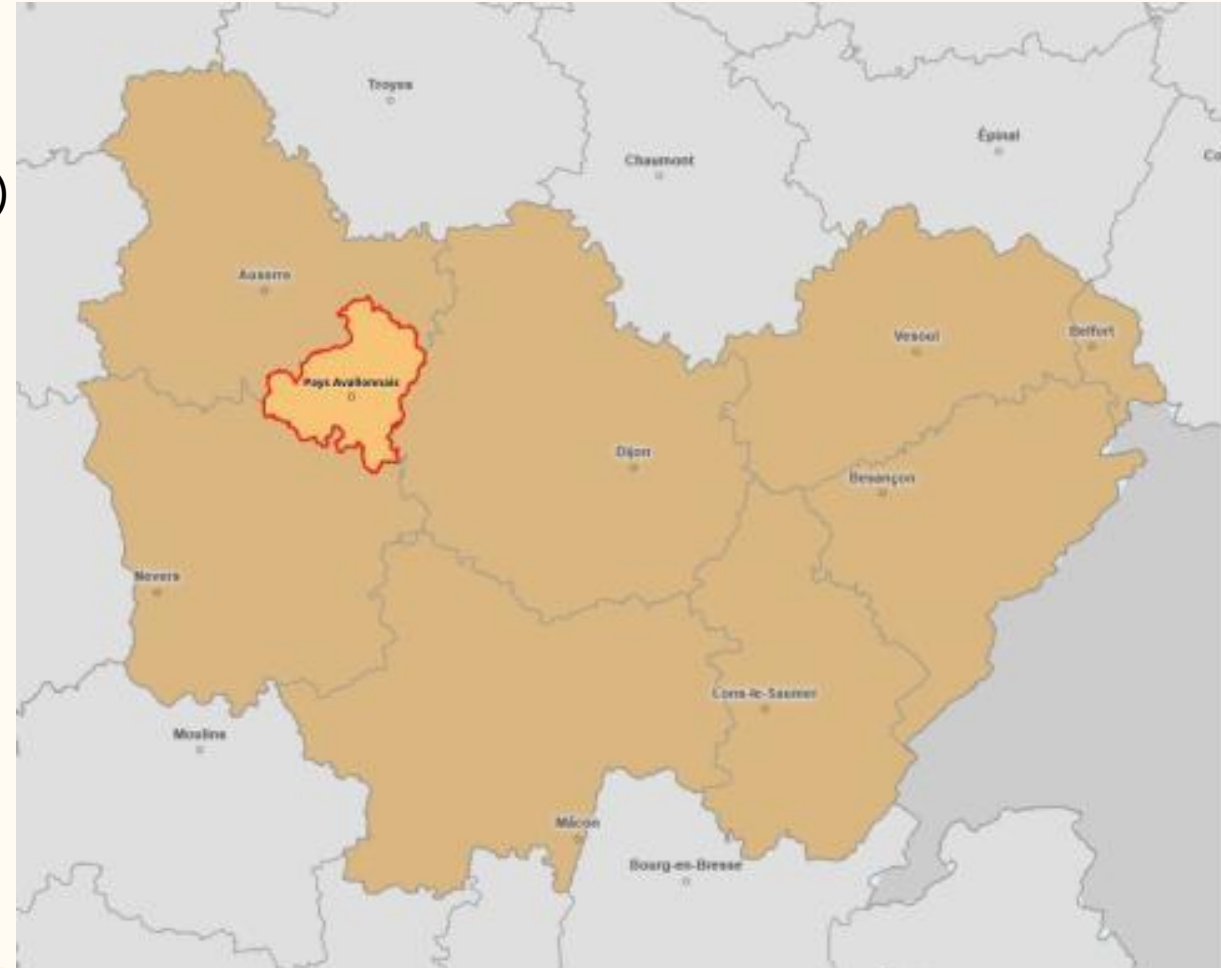 Troyes
Épinal
Chaumont
Co
)
Auxerre
Vesoul
Belfort
Pays Avallonnais
Dijon
Besançon
Nevers
Lons-le-Saunier
Moulins
Mâcon
Bourg-en-Bresse